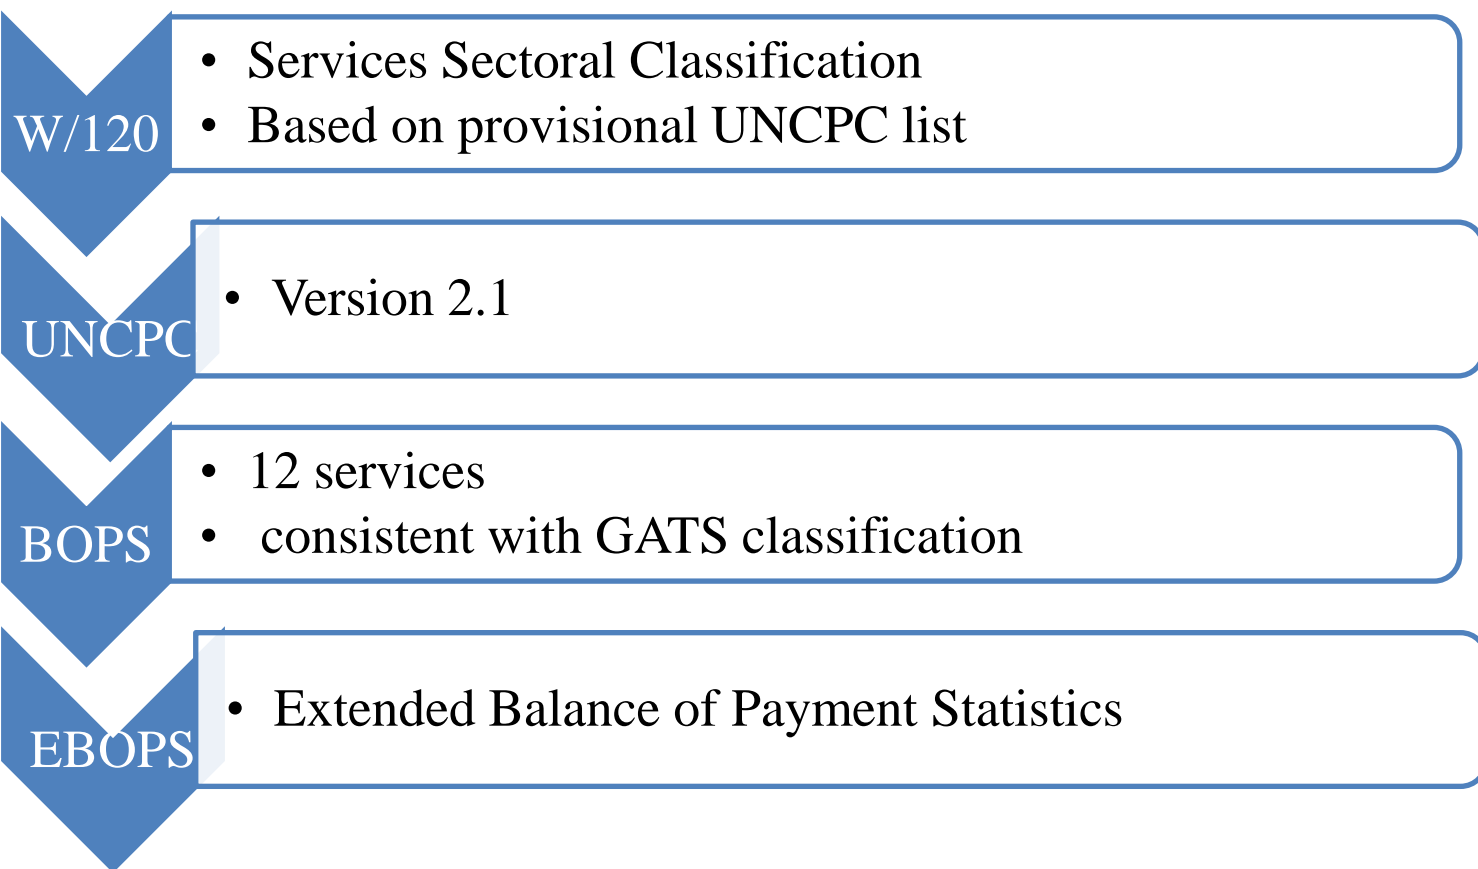 W/120
• Services Sectoral Classification
• Based on provisional UNCPC list
UNCPC
• Version 2.1
BOPS
• 12 services
• consistent with GATS classification
EBOPS
• Extended Balance of Payment Statistics